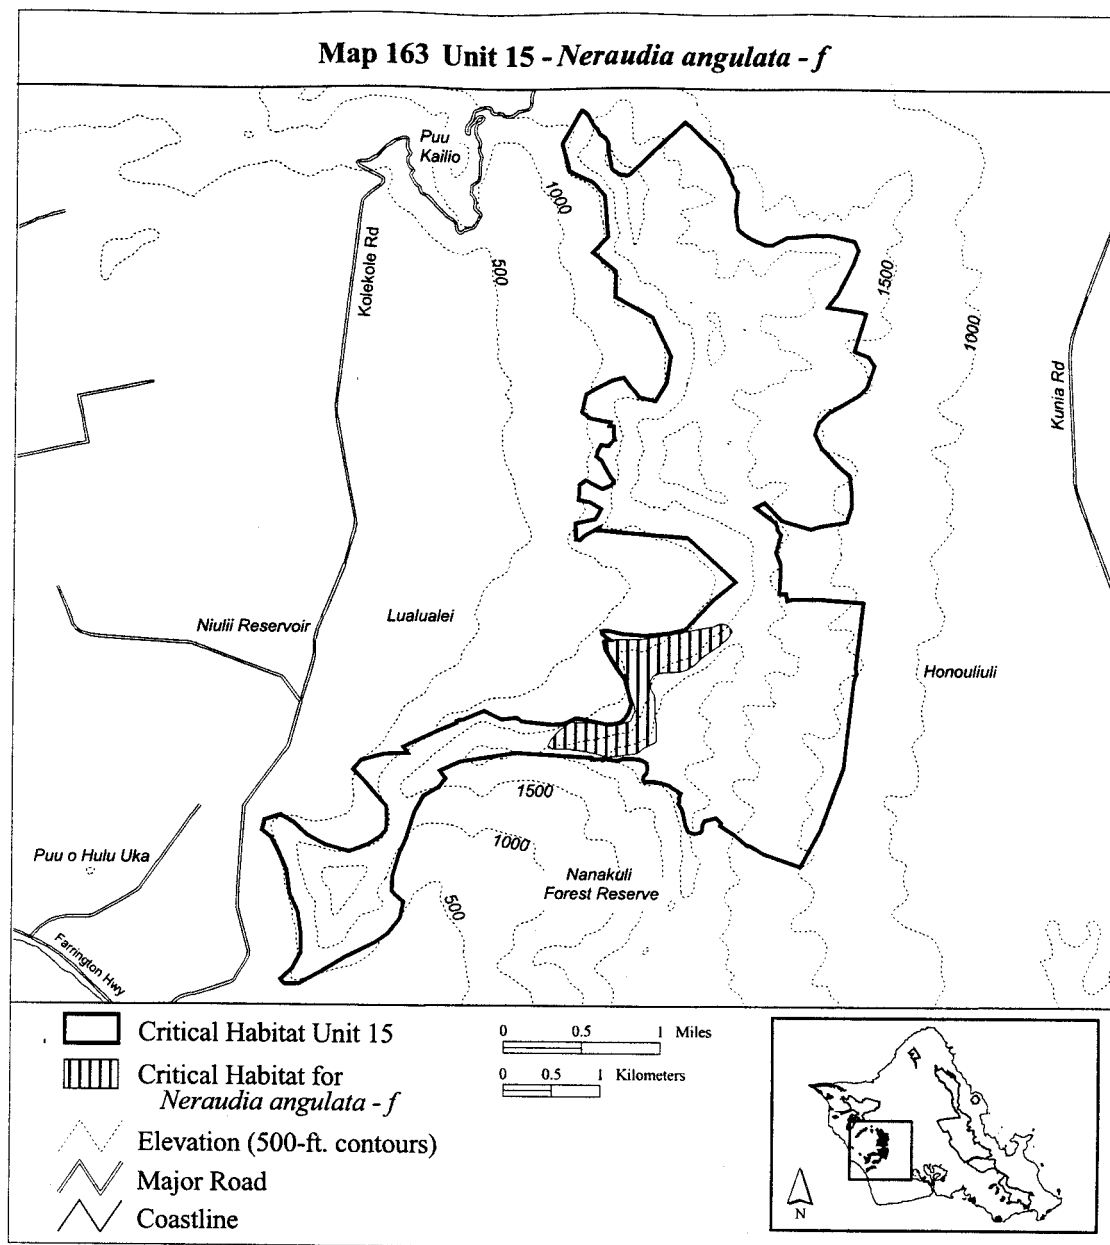 Map 163 Unit 15 - Neraudia angulata - f
Puu
Kailio
1000
Kolekole Rd
500
1500
1000
Kunia Rd
Niulii Reservoir
Lualualei
Honouliuli
1500
1000
Puu o Hulu Uka
Nanakuli
Forest Reserve
500
Farrington Hwy
Critical Habitat Unit 15
Critical Habitat for
Neraudia angulata - f
Elevation (500-ft. contours)
Major Road
Coastline
0 0.5 1 Miles
0 0.5 1 Kilometers
N